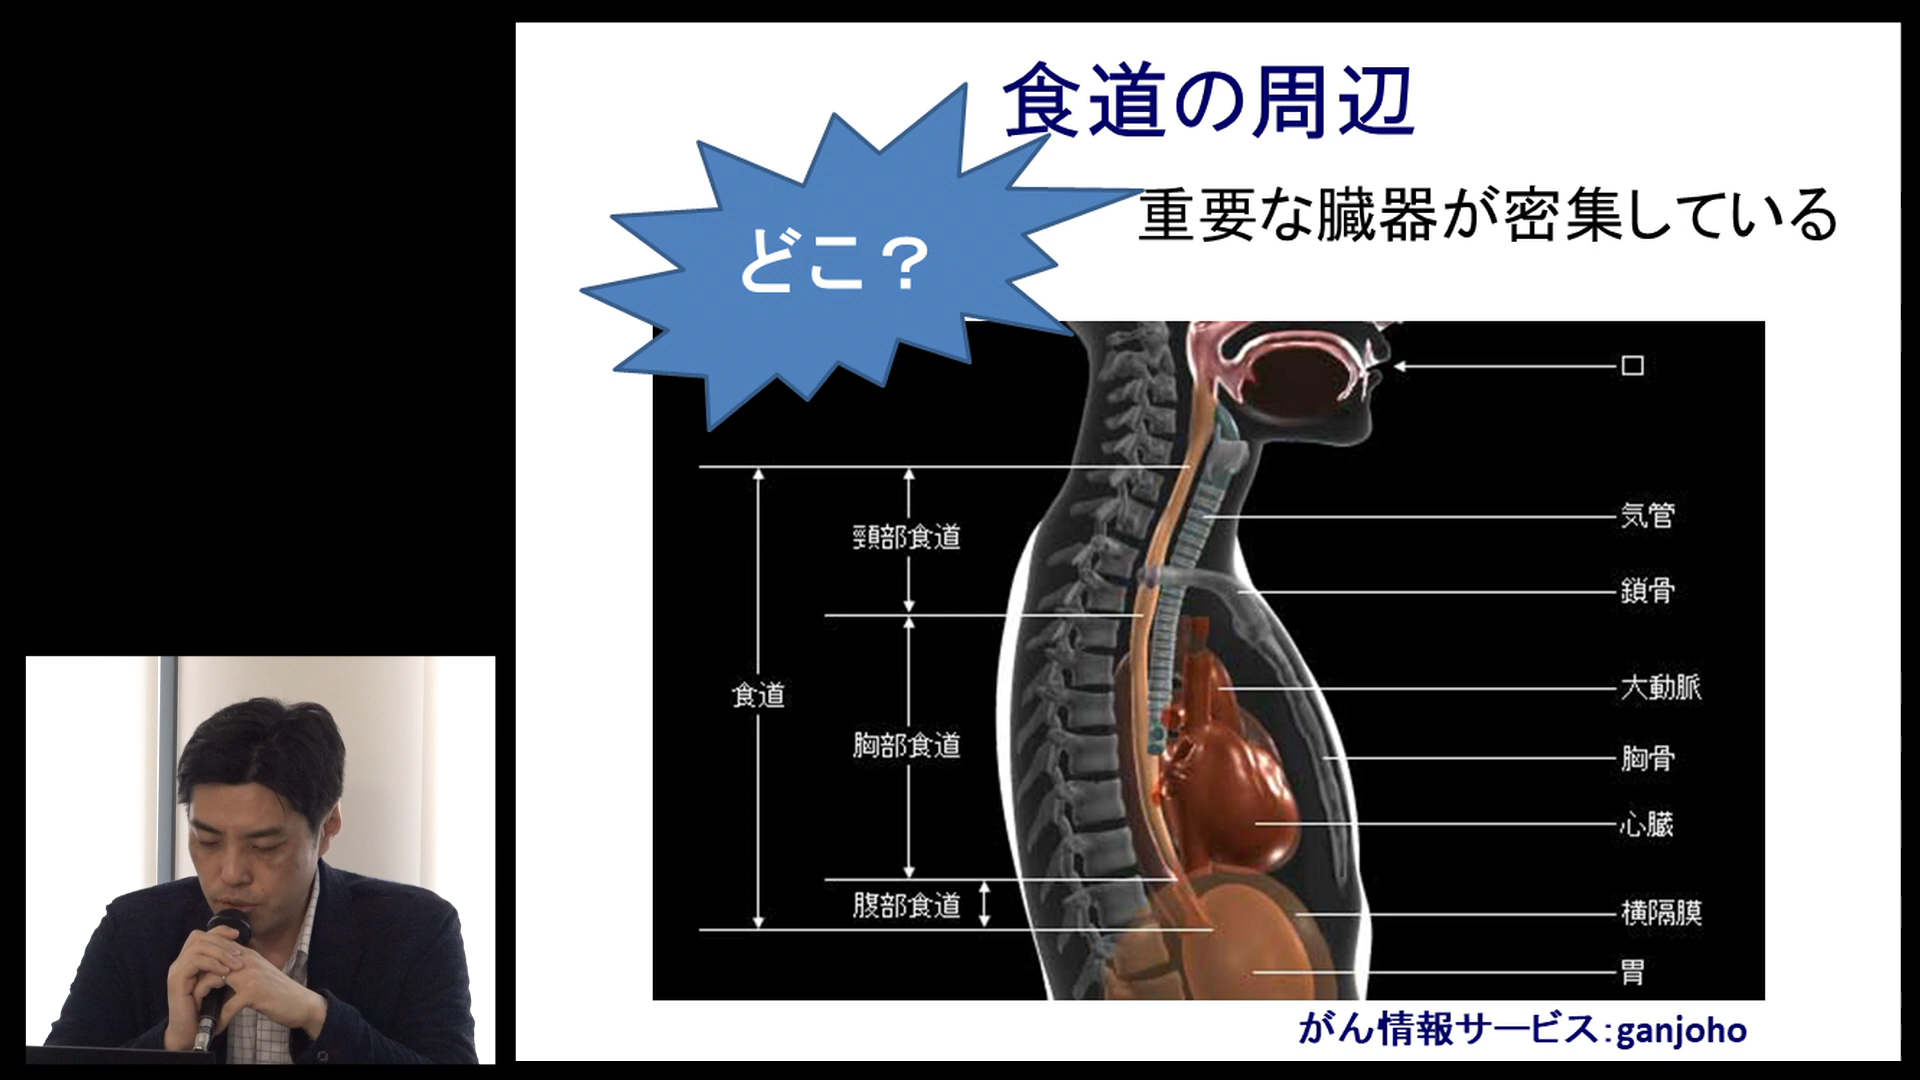 食道の周辺
どこ？
重要な臓器が密集している
口
気管
頸部食道
鎖骨
大動脈
食道
胸部食道
胸骨
心臓
腹部食道
横隔膜
胃
がん情報サービス：ganjoho